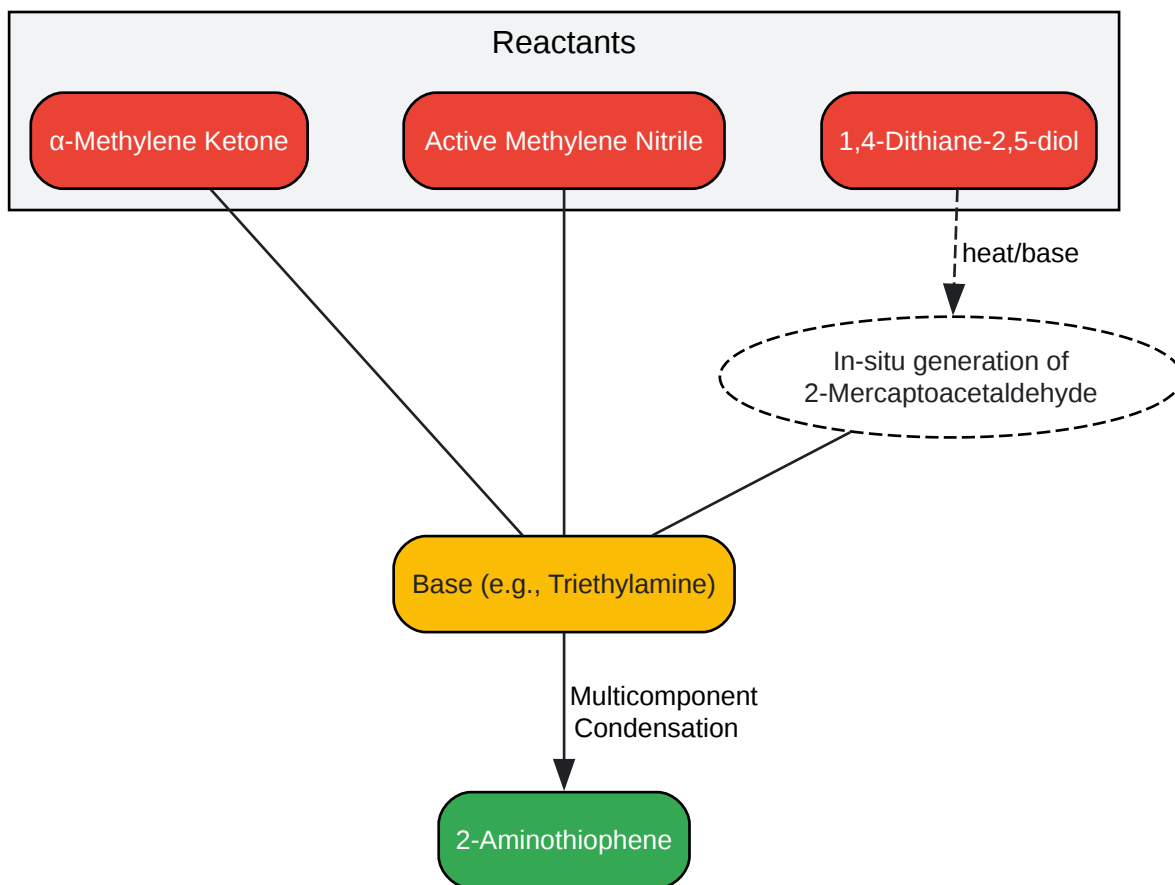 Reactants
α-Methylene Ketone
Active Methylene Nitrile
1,4-Dithiane-2,5-diol
heat/base
In-situ generation of
2-Mercaptoacetaldehyde
Base (e.g., Triethylamine)
Multicomponent
Condensation
2-Aminothiophene